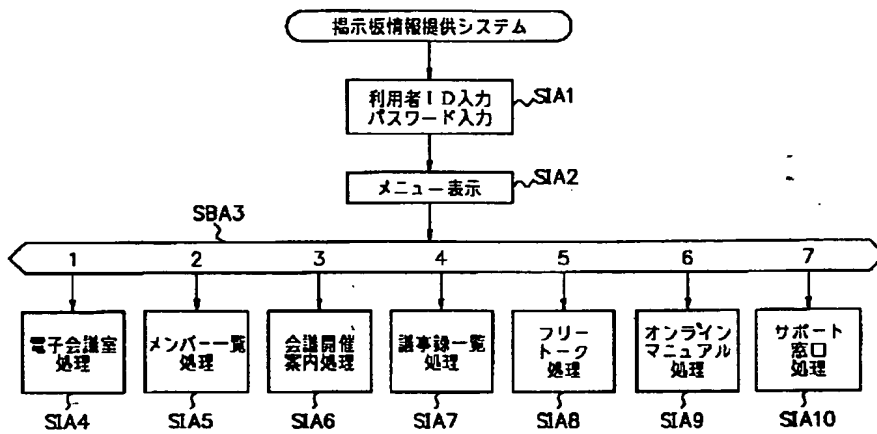 掲示板情報提供システム
利用者ID入力
パスワード入力
SIA1
メニュー表示
SIA2
SBA3
1 2 3 4 5 6 7
電子会議室
処理
メンバー一覧
処理
会議開催
案内処理
議事録一覧
処理
フリー
トーク
処理
オンライン
マニュアル
処理
サポート
窓口
処理
SIA4 SIA5 SIA6 SIA7 SIA8 SIA9 SIA10